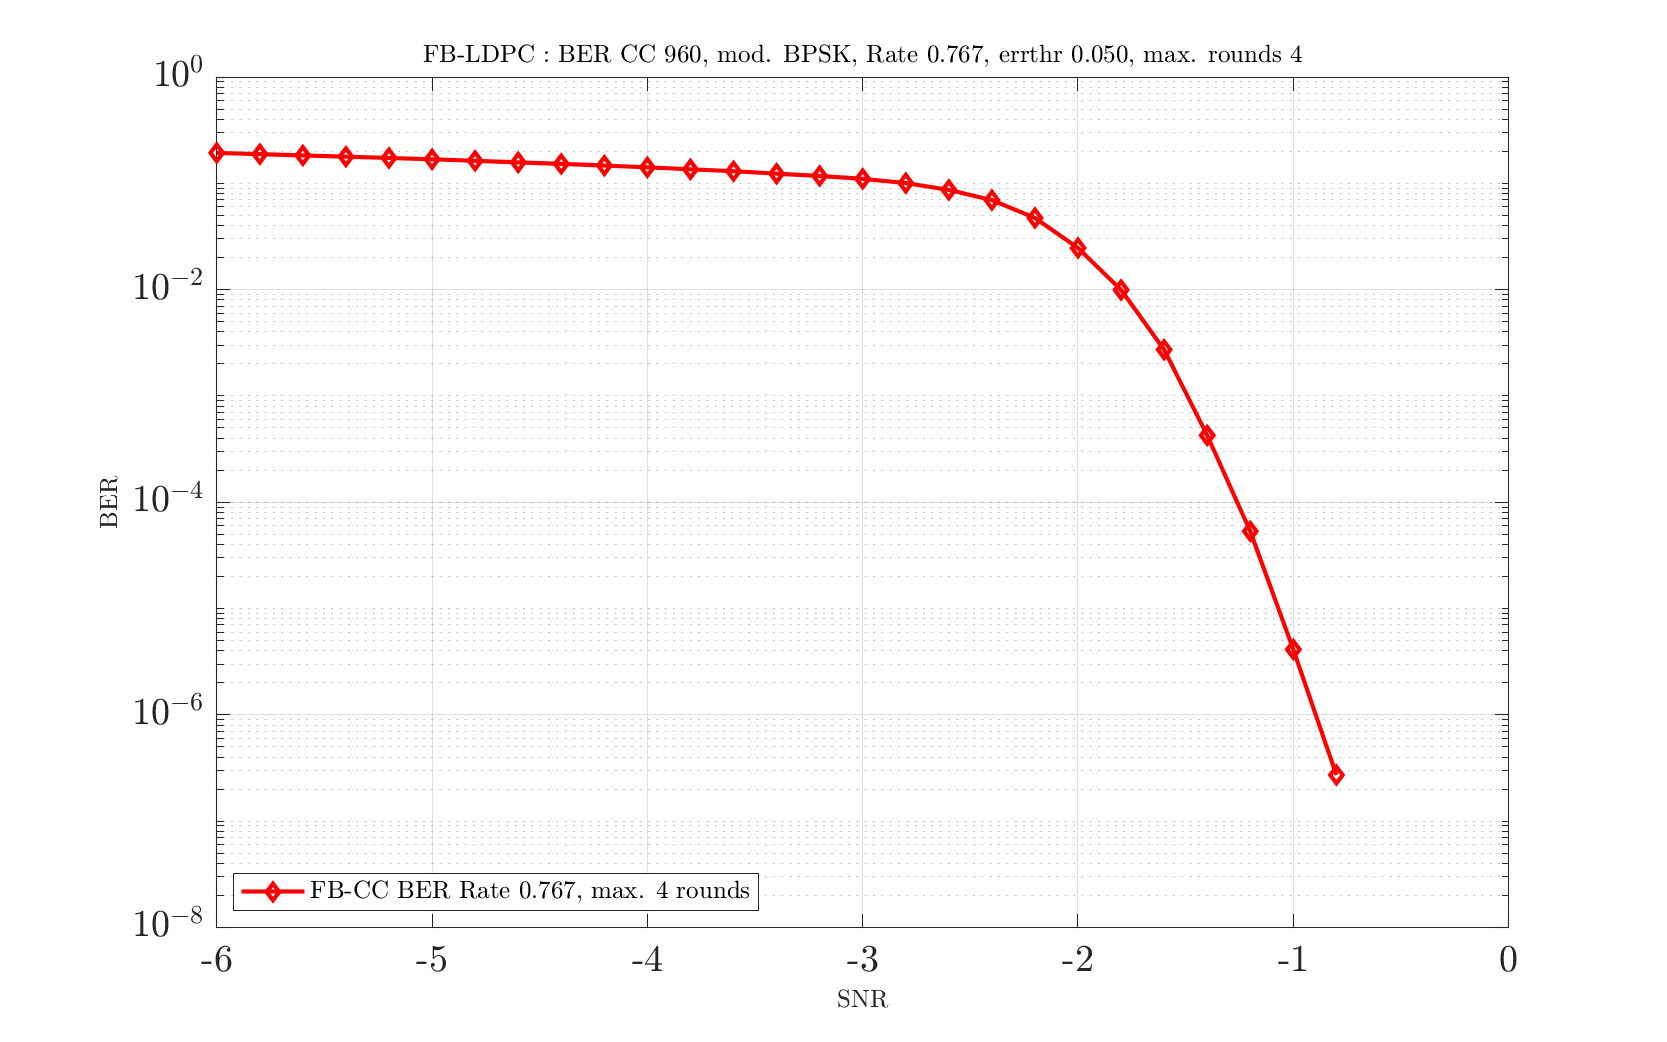 FB-LDPC : BER CC 960, mod. BPSK, Rate 0.767, errthr 0.050, max. rounds 4
10^0
10^-2
10^-4
10^-6
10^-8
BER
FB-CC BER Rate 0.767, max. 4 rounds
-6 -5 -4 -3 -2 -1 0
SNR